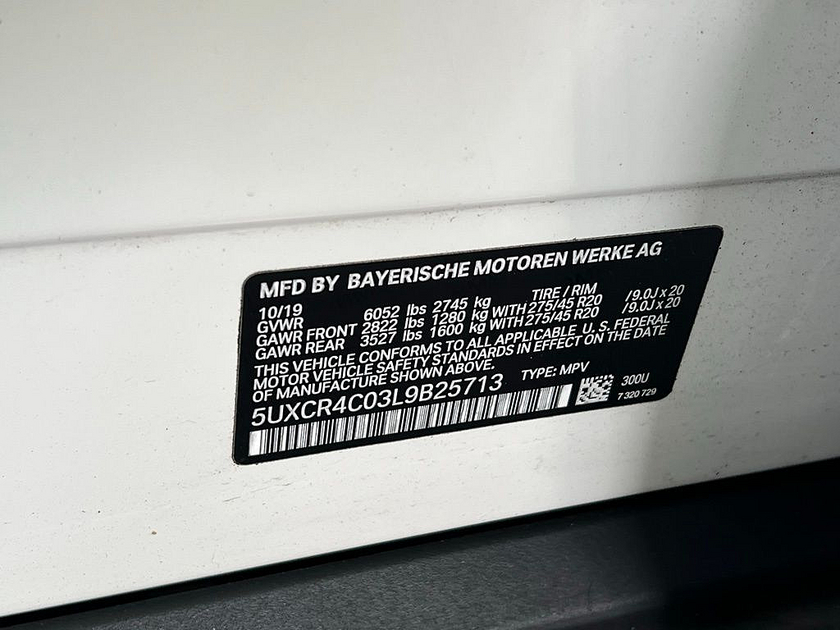 MFD BY BAYERISCHE MOTOREN WERKE AG
10/19 TIRE / RIM
GVWR 6052 lbs 2745 kg
GAWR FRONT 2822 lbs 1280 kg WITH 275/45 R20 /9.0J x 20
GAWR REAR 3527 lbs 1600 kg WITH 275/45 R20 /9.0J x 20
THIS VEHICLE CONFORMS TO ALL APPLICABLE U. S. FEDERAL
MOTOR VEHICLE SAFETY STANDARDS IN EFFECT ON THE DATE
OF MANUFACTURE SHOWN ABOVE.
5UXCR4C03L9B25713 TYPE: MPV
300U
7 320 729